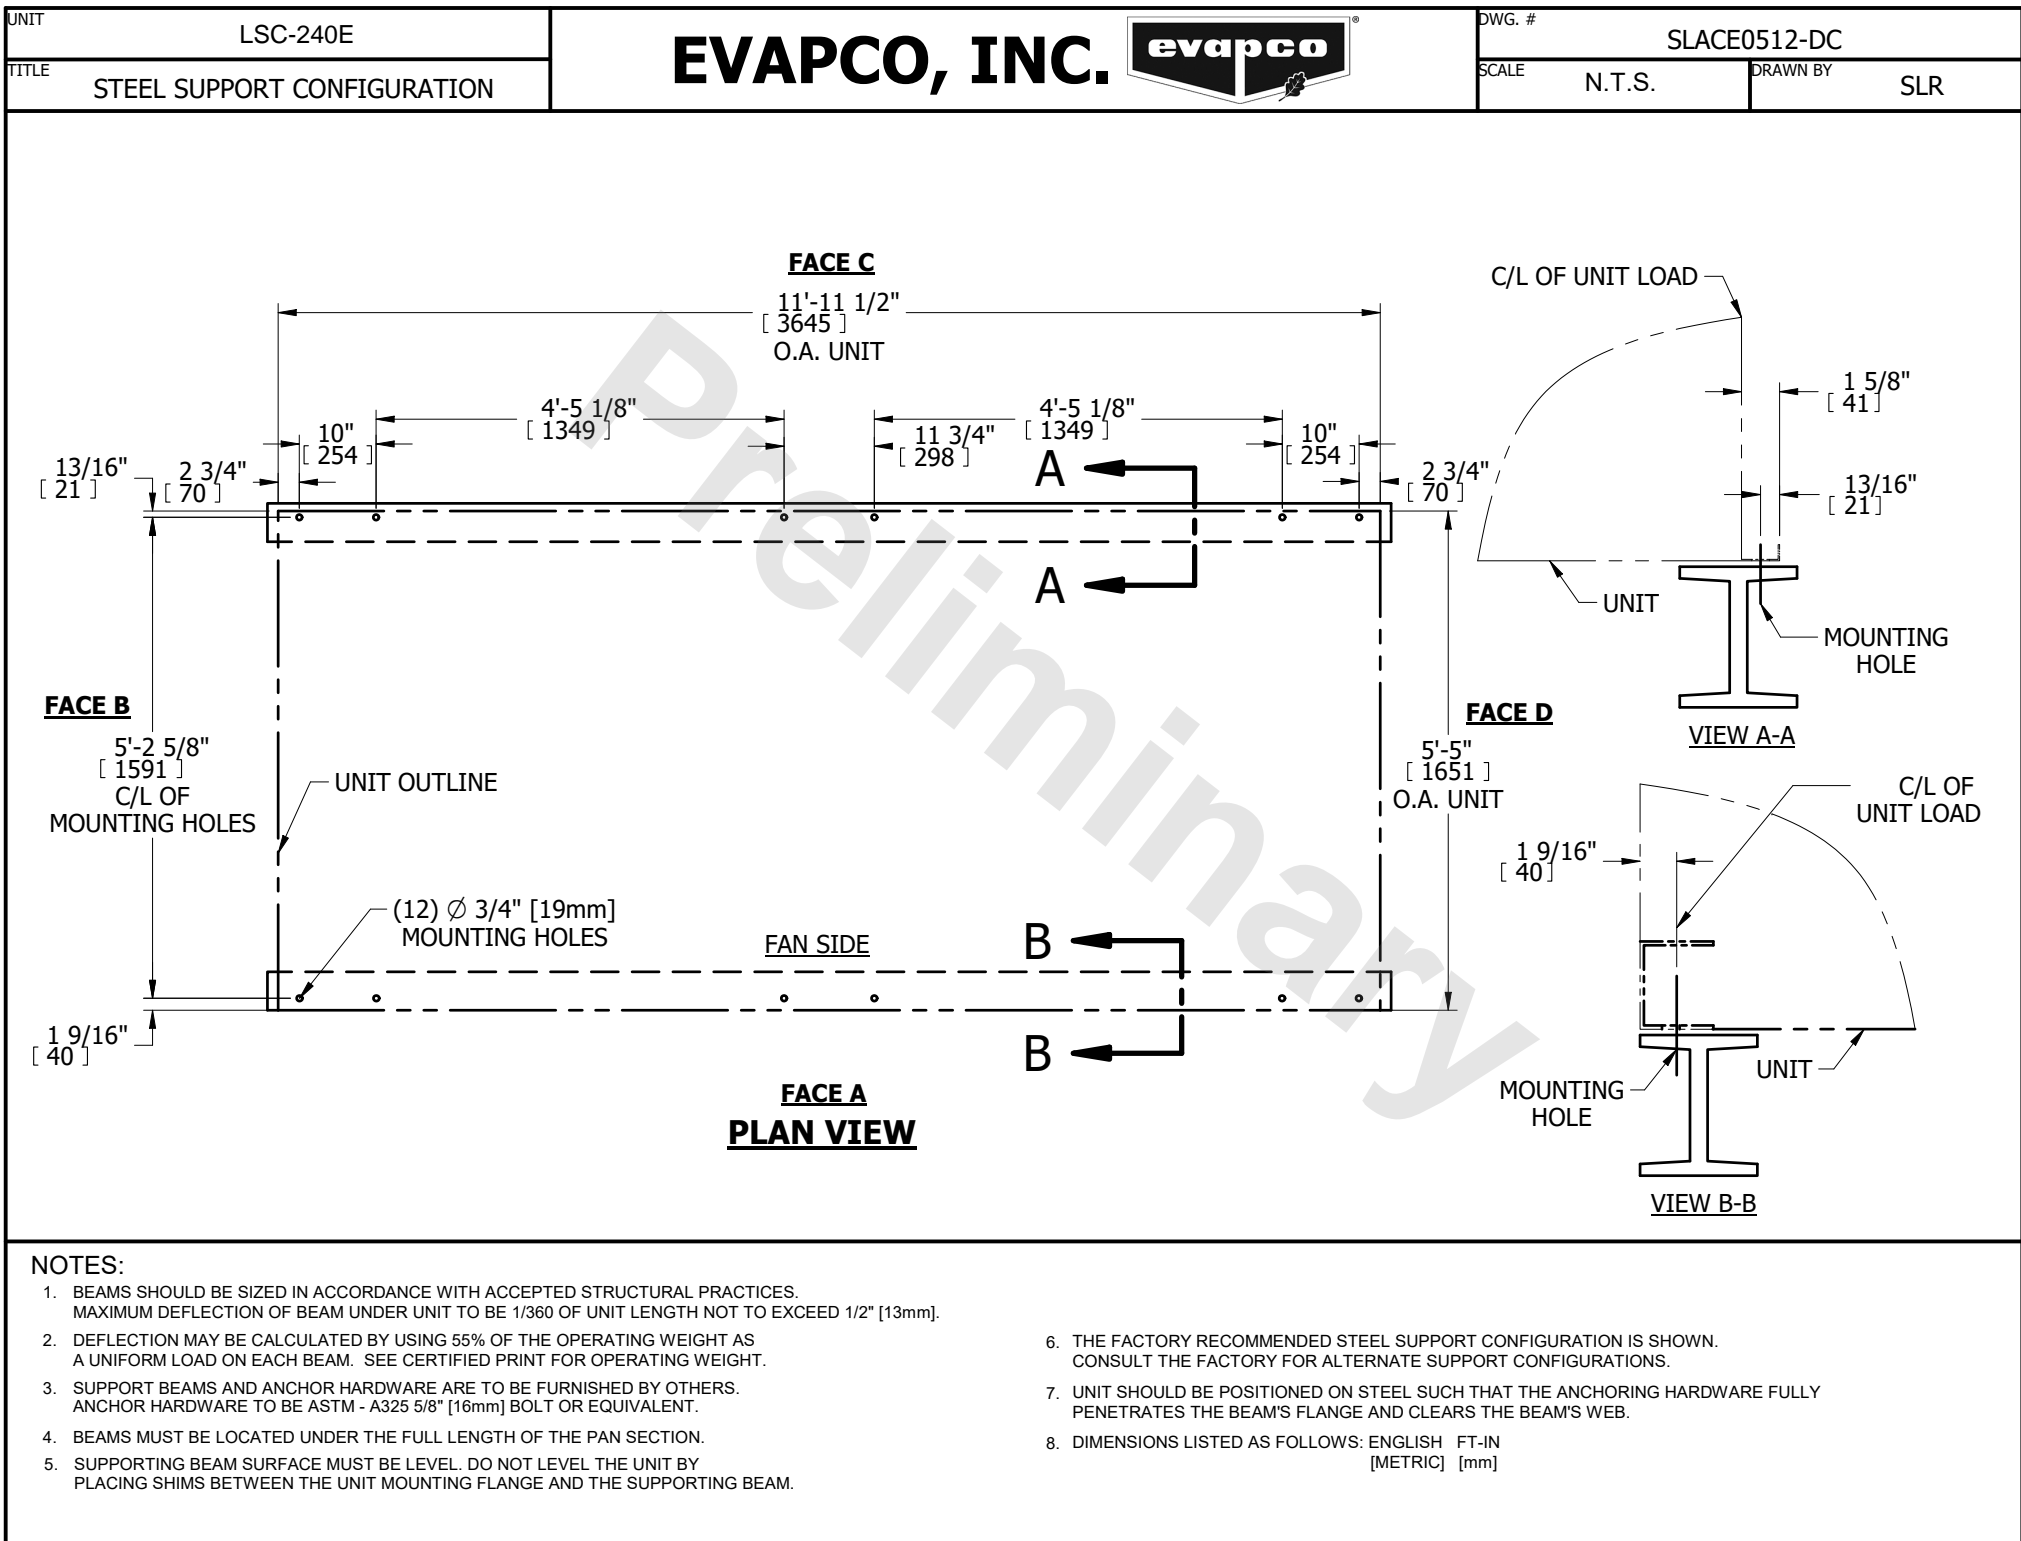 UNIT
LSC-240E
TITLE
STEEL SUPPORT CONFIGURATION
EVAPCO, INC.
evapco
®
DWG. #
SLACE0512-DC
SCALE
N.T.S.
DRAWN BY
SLR
FACE C
11'-11 1/2"
[ 3645 ]
O.A. UNIT
4'-5 1/8"
[ 1349 ]
4'-5 1/8"
[ 1349 ]
10"
[ 254 ]
11 3/4"
[ 298 ]
10"
[ 254 ]
13/16"
[ 21 ]
2 3/4"
[ 70 ]
2 3/4"
[ 70 ]
A
A
FACE B
5'-2 5/8"
[ 1591 ]
C/L OF
MOUNTING HOLES
UNIT OUTLINE
(12) Ø 3/4" [19mm]
MOUNTING HOLES
FAN SIDE
B
B
1 9/16"
[ 40 ]
FACE D
5'-5"
[ 1651 ]
O.A. UNIT
FACE A
PLAN VIEW
Preliminary
C/L OF UNIT LOAD
1 5/8"
[ 41 ]
13/16"
[ 21 ]
UNIT
MOUNTING
HOLE
VIEW A-A
C/L OF
UNIT LOAD
1 9/16"
[ 40 ]
UNIT
MOUNTING
HOLE
VIEW B-B
NOTES:
1. BEAMS SHOULD BE SIZED IN ACCORDANCE WITH ACCEPTED STRUCTURAL PRACTICES.
MAXIMUM DEFLECTION OF BEAM UNDER UNIT TO BE 1/360 OF UNIT LENGTH NOT TO EXCEED 1/2" [13mm].
2. DEFLECTION MAY BE CALCULATED BY USING 55% OF THE OPERATING WEIGHT AS
A UNIFORM LOAD ON EACH BEAM. SEE CERTIFIED PRINT FOR OPERATING WEIGHT.
3. SUPPORT BEAMS AND ANCHOR HARDWARE ARE TO BE FURNISHED BY OTHERS.
ANCHOR HARDWARE TO BE ASTM - A325 5/8" [16mm] BOLT OR EQUIVALENT.
4. BEAMS MUST BE LOCATED UNDER THE FULL LENGTH OF THE PAN SECTION.
5. SUPPORTING BEAM SURFACE MUST BE LEVEL. DO NOT LEVEL THE UNIT BY
PLACING SHIMS BETWEEN THE UNIT MOUNTING FLANGE AND THE SUPPORTING BEAM.
6. THE FACTORY RECOMMENDED STEEL SUPPORT CONFIGURATION IS SHOWN.
CONSULT THE FACTORY FOR ALTERNATE SUPPORT CONFIGURATIONS.
7. UNIT SHOULD BE POSITIONED ON STEEL SUCH THAT THE ANCHORING HARDWARE FULLY
PENETRATES THE BEAM'S FLANGE AND CLEARS THE BEAM'S WEB.
8. DIMENSIONS LISTED AS FOLLOWS: ENGLISH FT-IN
[METRIC] [mm]